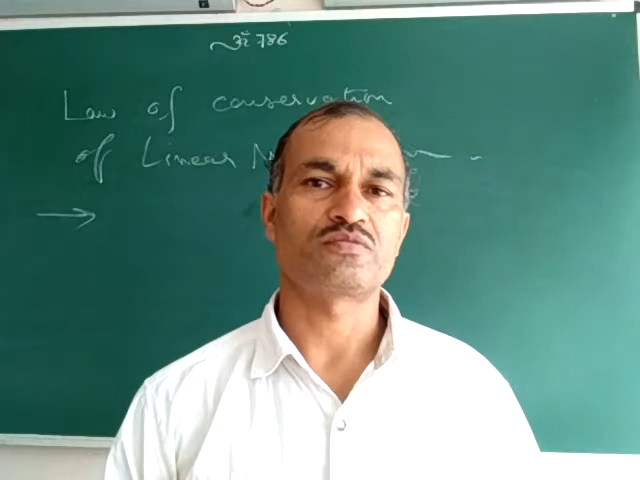 ॐ 786
Law of conservation
of Linear
→